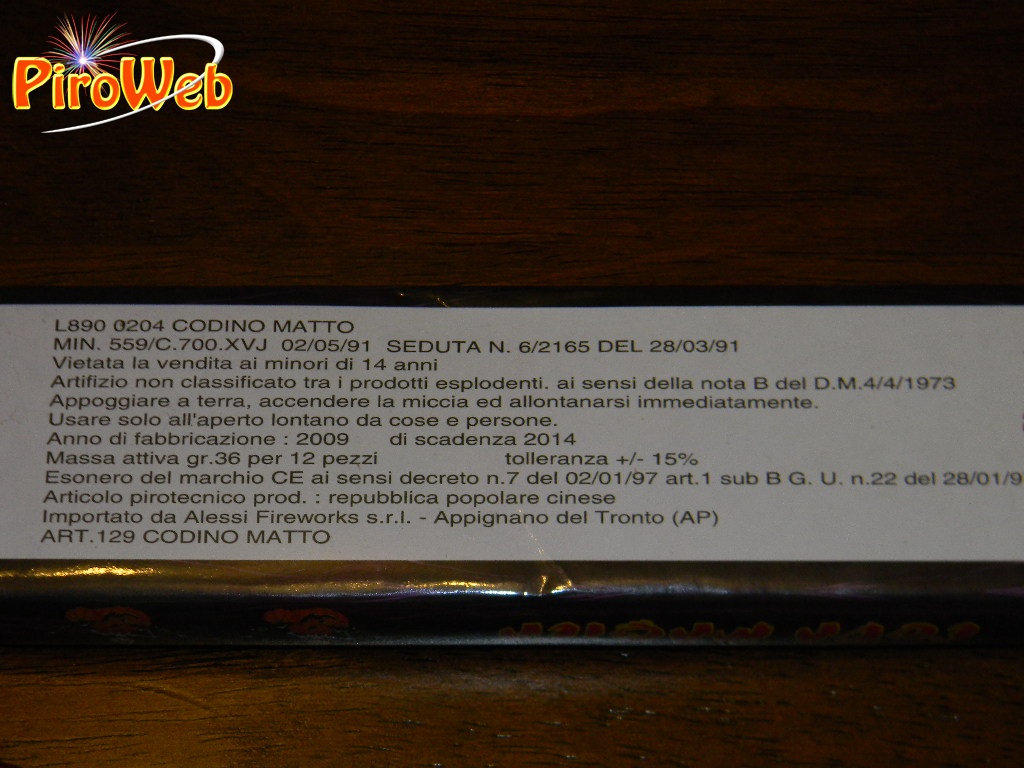 PiroWeb
L890 0204 CODINO MATTO
MIN. 559/C.700.XVJ 02/05/91 SEDUTA N. 6/2165 DEL 28/03/91
Vietata la vendita ai minori di 14 anni
Artifizio non classificato tra i prodotti esplodenti. ai sensi della nota B del D.M.4/4/1973
Appoggiare a terra, accendere la miccia ed allontanarsi immediatamente.
Usare solo all'aperto lontano da cose e persone.
Anno di fabbricazione : 2009 di scadenza 2014
Massa attiva gr.36 per 12 pezzi tolleranza +/- 15%
Esonero del marchio CE ai sensi decreto n.7 del 02/01/97 art.1 sub B G. U. n.22 del 28/01/9
Articolo pirotecnico prod. : repubblica popolare cinese
Importato da Alessi Fireworks s.r.l. - Appignano del Tronto (AP)
ART.129 CODINO MATTO